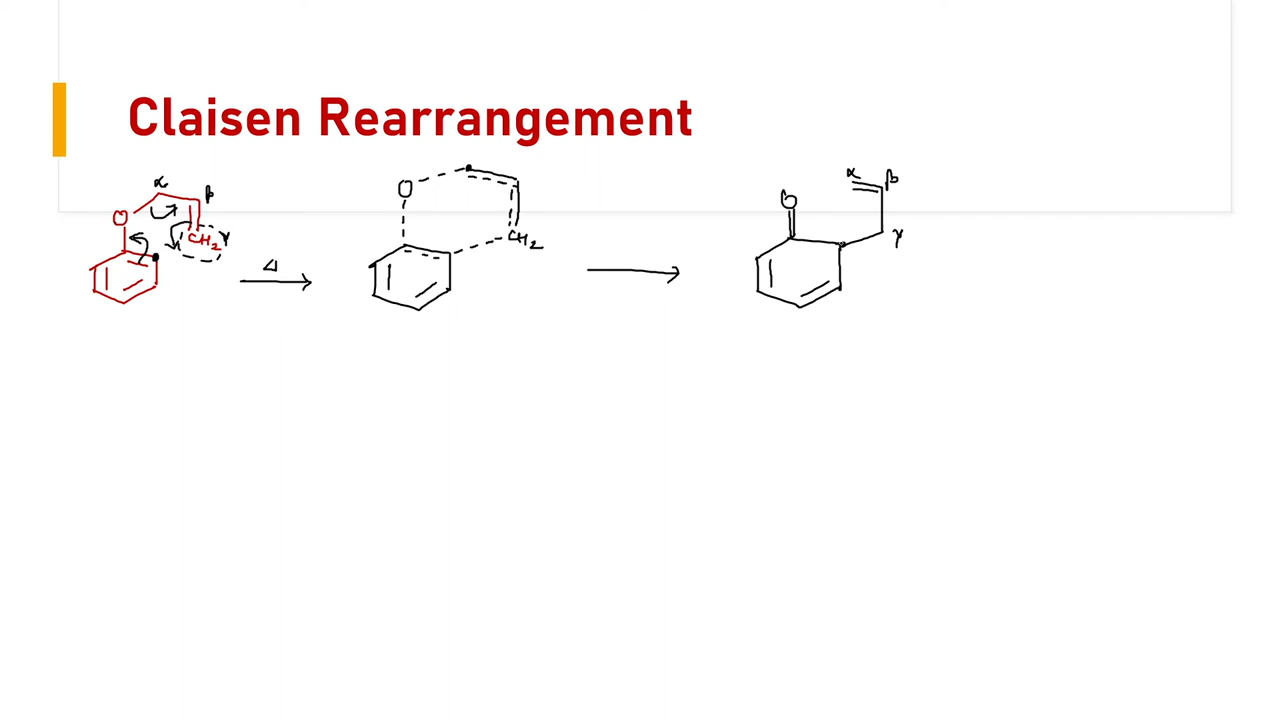 Claisen Rearrangement
α β O CH₂ γ
Δ
O CH₂
O α β γ